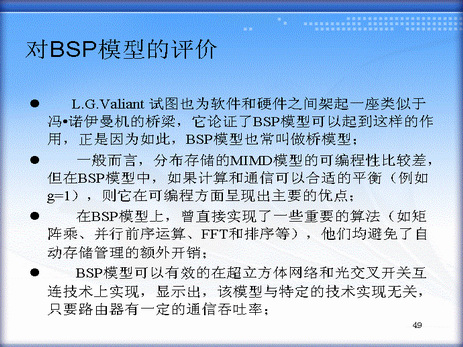 对BSP模型的评价
● L.G.Valiant 试图也为软件和硬件之间架起一座类似于
冯•诺伊曼机的桥梁，它论证了BSP模型可以起到这样的作
用，正是因为如此，BSP模型也常叫做桥模型；
● 一般而言，分布存储的MIMD模型的可编程性比较差，
但在BSP模型中，如果计算和通信可以合适的平衡（例如
g=1），则它在可编程方面呈现出主要的优点；
● 在BSP模型上，曾直接实现了一些重要的算法（如矩
阵乘、并行前序运算、FFT和排序等），他们均避免了自
动存储管理的额外开销；
● BSP模型可以有效的在超立方体网络和光交叉开关互
连技术上实现，显示出，该模型与特定的技术实现无关，
只要路由器有一定的通信吞吐率；
49